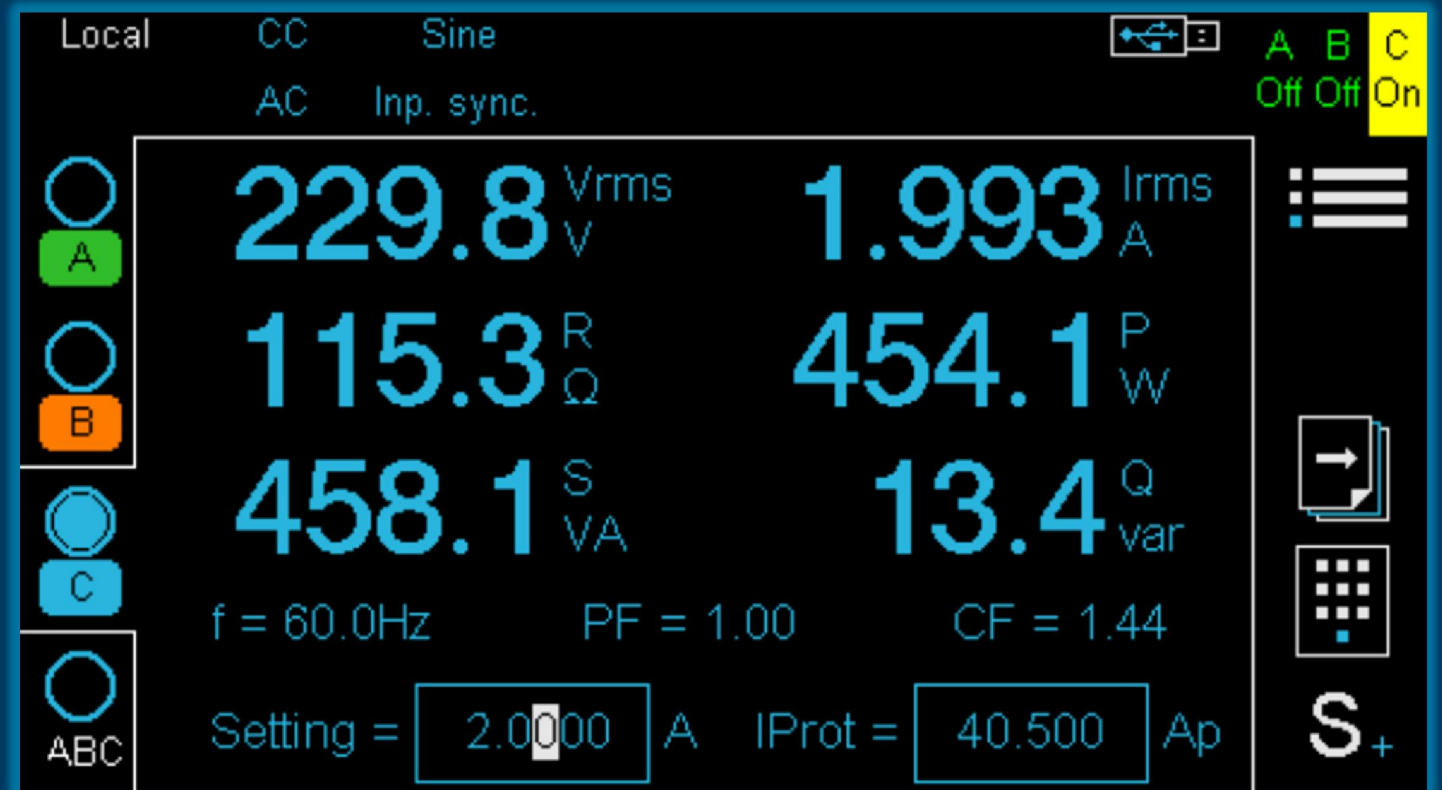 Local CC Sine A B C
AC Inp. sync. Off Off On
229.8 Vrms V 1.993 Irms A
A
115.3 R Ω 454.1 P W
B
458.1 S VA 13.4 Q var
C
f = 60.0Hz PF = 1.00 CF = 1.44
Setting = 2.0000 A IProt = 40.500 Ap S+
ABC